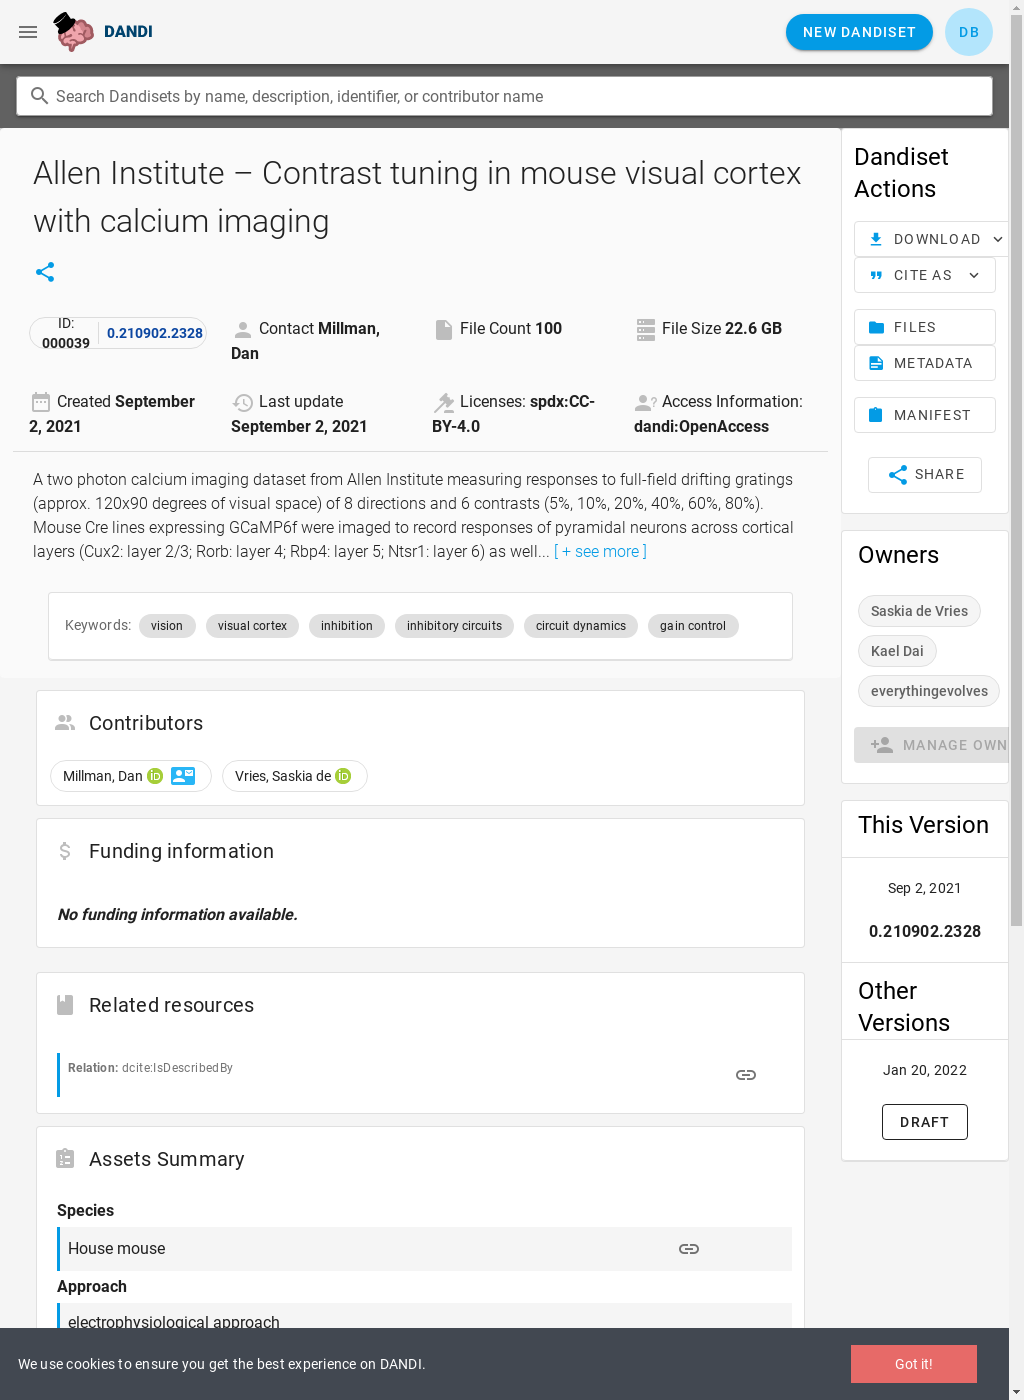 DANDI
NEW DANDISET
DB
Search Dandisets by name, description, identifier, or contributor name
Allen Institute – Contrast tuning in mouse visual cortex
with calcium imaging
ID:
000039
0.210902.2328
Contact Millman,
Dan
File Count 100
File Size 22.6 GB
Created September
2, 2021
Last update
September 2, 2021
Licenses: spdx:CC-
BY-4.0
Access Information:
dandi:OpenAccess
A two photon calcium imaging dataset from Allen Institute measuring responses to full-field drifting gratings
(approx. 120x90 degrees of visual space) of 8 directions and 6 contrasts (5%, 10%, 20%, 40%, 60%, 80%).
Mouse Cre lines expressing GCaMP6f were imaged to record responses of pyramidal neurons across cortical
layers (Cux2: layer 2/3; Rorb: layer 4; Rbp4: layer 5; Ntsr1: layer 6) as well... [ + see more ]
Keywords: vision visual cortex inhibition inhibitory circuits circuit dynamics gain control
Contributors
Millman, Dan iD Vries, Saskia de iD
Funding information
No funding information available.
Related resources
Relation: dcite:IsDescribedBy
Assets Summary
Species
House mouse
Approach
electrophysiological approach
Dandiset
Actions
DOWNLOAD
CITE AS
FILES
METADATA
MANIFEST
SHARE
Owners
Saskia de Vries
Kael Dai
everythingevolves
MANAGE OWN
This Version
Sep 2, 2021
0.210902.2328
Other
Versions
Jan 20, 2022
DRAFT
We use cookies to ensure you get the best experience on DANDI.
Got it!